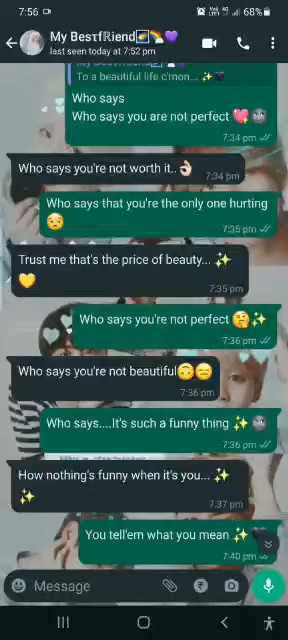 7:56
68%
My BesτfRiend🌠🌈💜
last seen today at 7:52 pm
To a beautiful life c'mon... ✨🖤
Who says
Who says you are not perfect 💘🌚
7:34 pm
Who says you're not worth it..👌🏻
7:34 pm
Who says that you're the only one hurting
😣
7:35 pm
Trust me that's the price of beauty... ✨
💛
7:35 pm
Who says you're not perfect 🤔✨
7:36 pm
Who says you're not beautiful🙃😑
7:36 pm
Who says....It's such a funny thing ✨🌚
7:36 pm
How nothing's funny when it's you... ✨
✨
7:37 pm
You tell'em what you mean ✨🖤
7:40 pm
Message